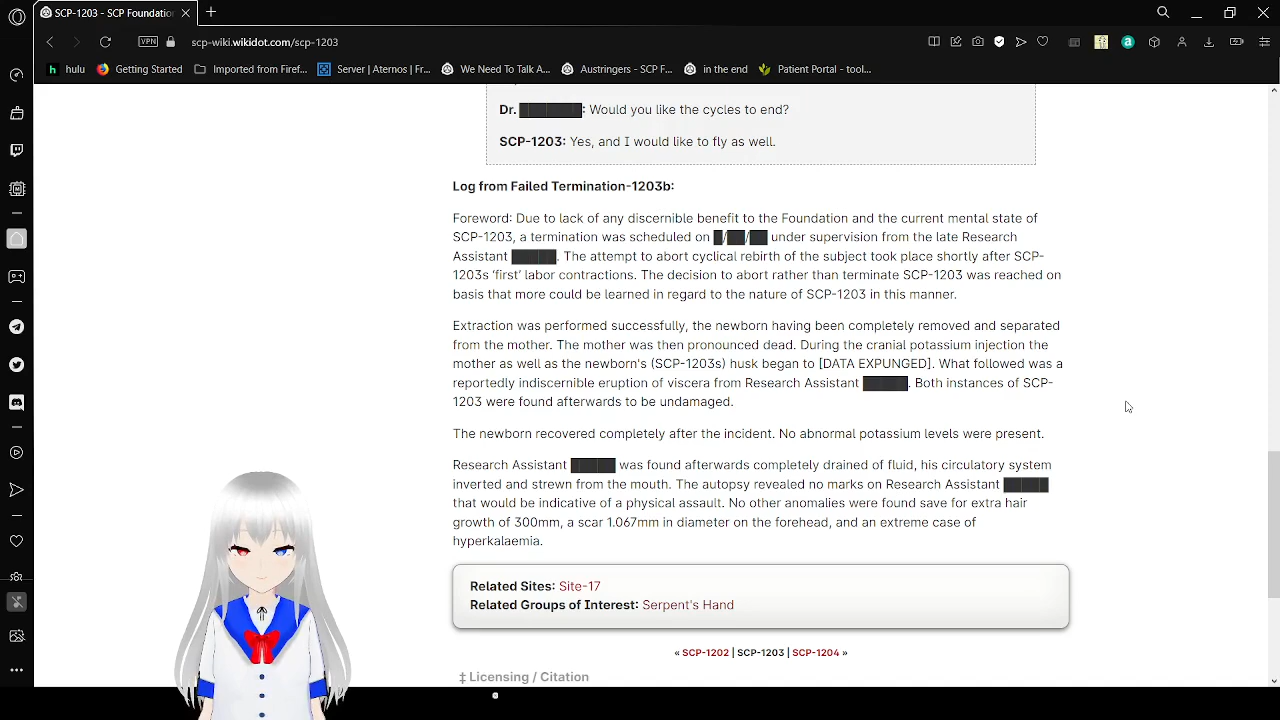 SCP-1203 - SCP Foundation
VPN
scp-wiki.wikidot.com/scp-1203
hulu
Getting Started
Imported from Firef...
Server | Aternos | Fr...
We Need To Talk A...
Austringers - SCP F...
in the end
Patient Portal - tool...
Dr. ███████: Would you like the cycles to end?
SCP-1203: Yes, and I would like to fly as well.
Log from Failed Termination-1203b:
Foreword: Due to lack of any discernible benefit to the Foundation and the current mental state of
SCP-1203, a termination was scheduled on █/██/██ under supervision from the late Research
Assistant █████. The attempt to abort cyclical rebirth of the subject took place shortly after SCP-
1203s ‘first’ labor contractions. The decision to abort rather than terminate SCP-1203 was reached on
basis that more could be learned in regard to the nature of SCP-1203 in this manner.
Extraction was performed successfully, the newborn having been completely removed and separated
from the mother. The mother was then pronounced dead. During the cranial potassium injection the
mother as well as the newborn's (SCP-1203s) husk began to [DATA EXPUNGED]. What followed was a
reportedly indiscernible eruption of viscera from Research Assistant █████. Both instances of SCP-
1203 were found afterwards to be undamaged.
The newborn recovered completely after the incident. No abnormal potassium levels were present.
Research Assistant █████ was found afterwards completely drained of fluid, his circulatory system
inverted and strewn from the mouth. The autopsy revealed no marks on Research Assistant █████
that would be indicative of a physical assault. No other anomalies were found save for extra hair
growth of 300mm, a scar 1.067mm in diameter on the forehead, and an extreme case of
hyperkalaemia.
Related Sites: Site-17
Related Groups of Interest: Serpent's Hand
« SCP-1202 | SCP-1203 | SCP-1204 »
‡ Licensing / Citation